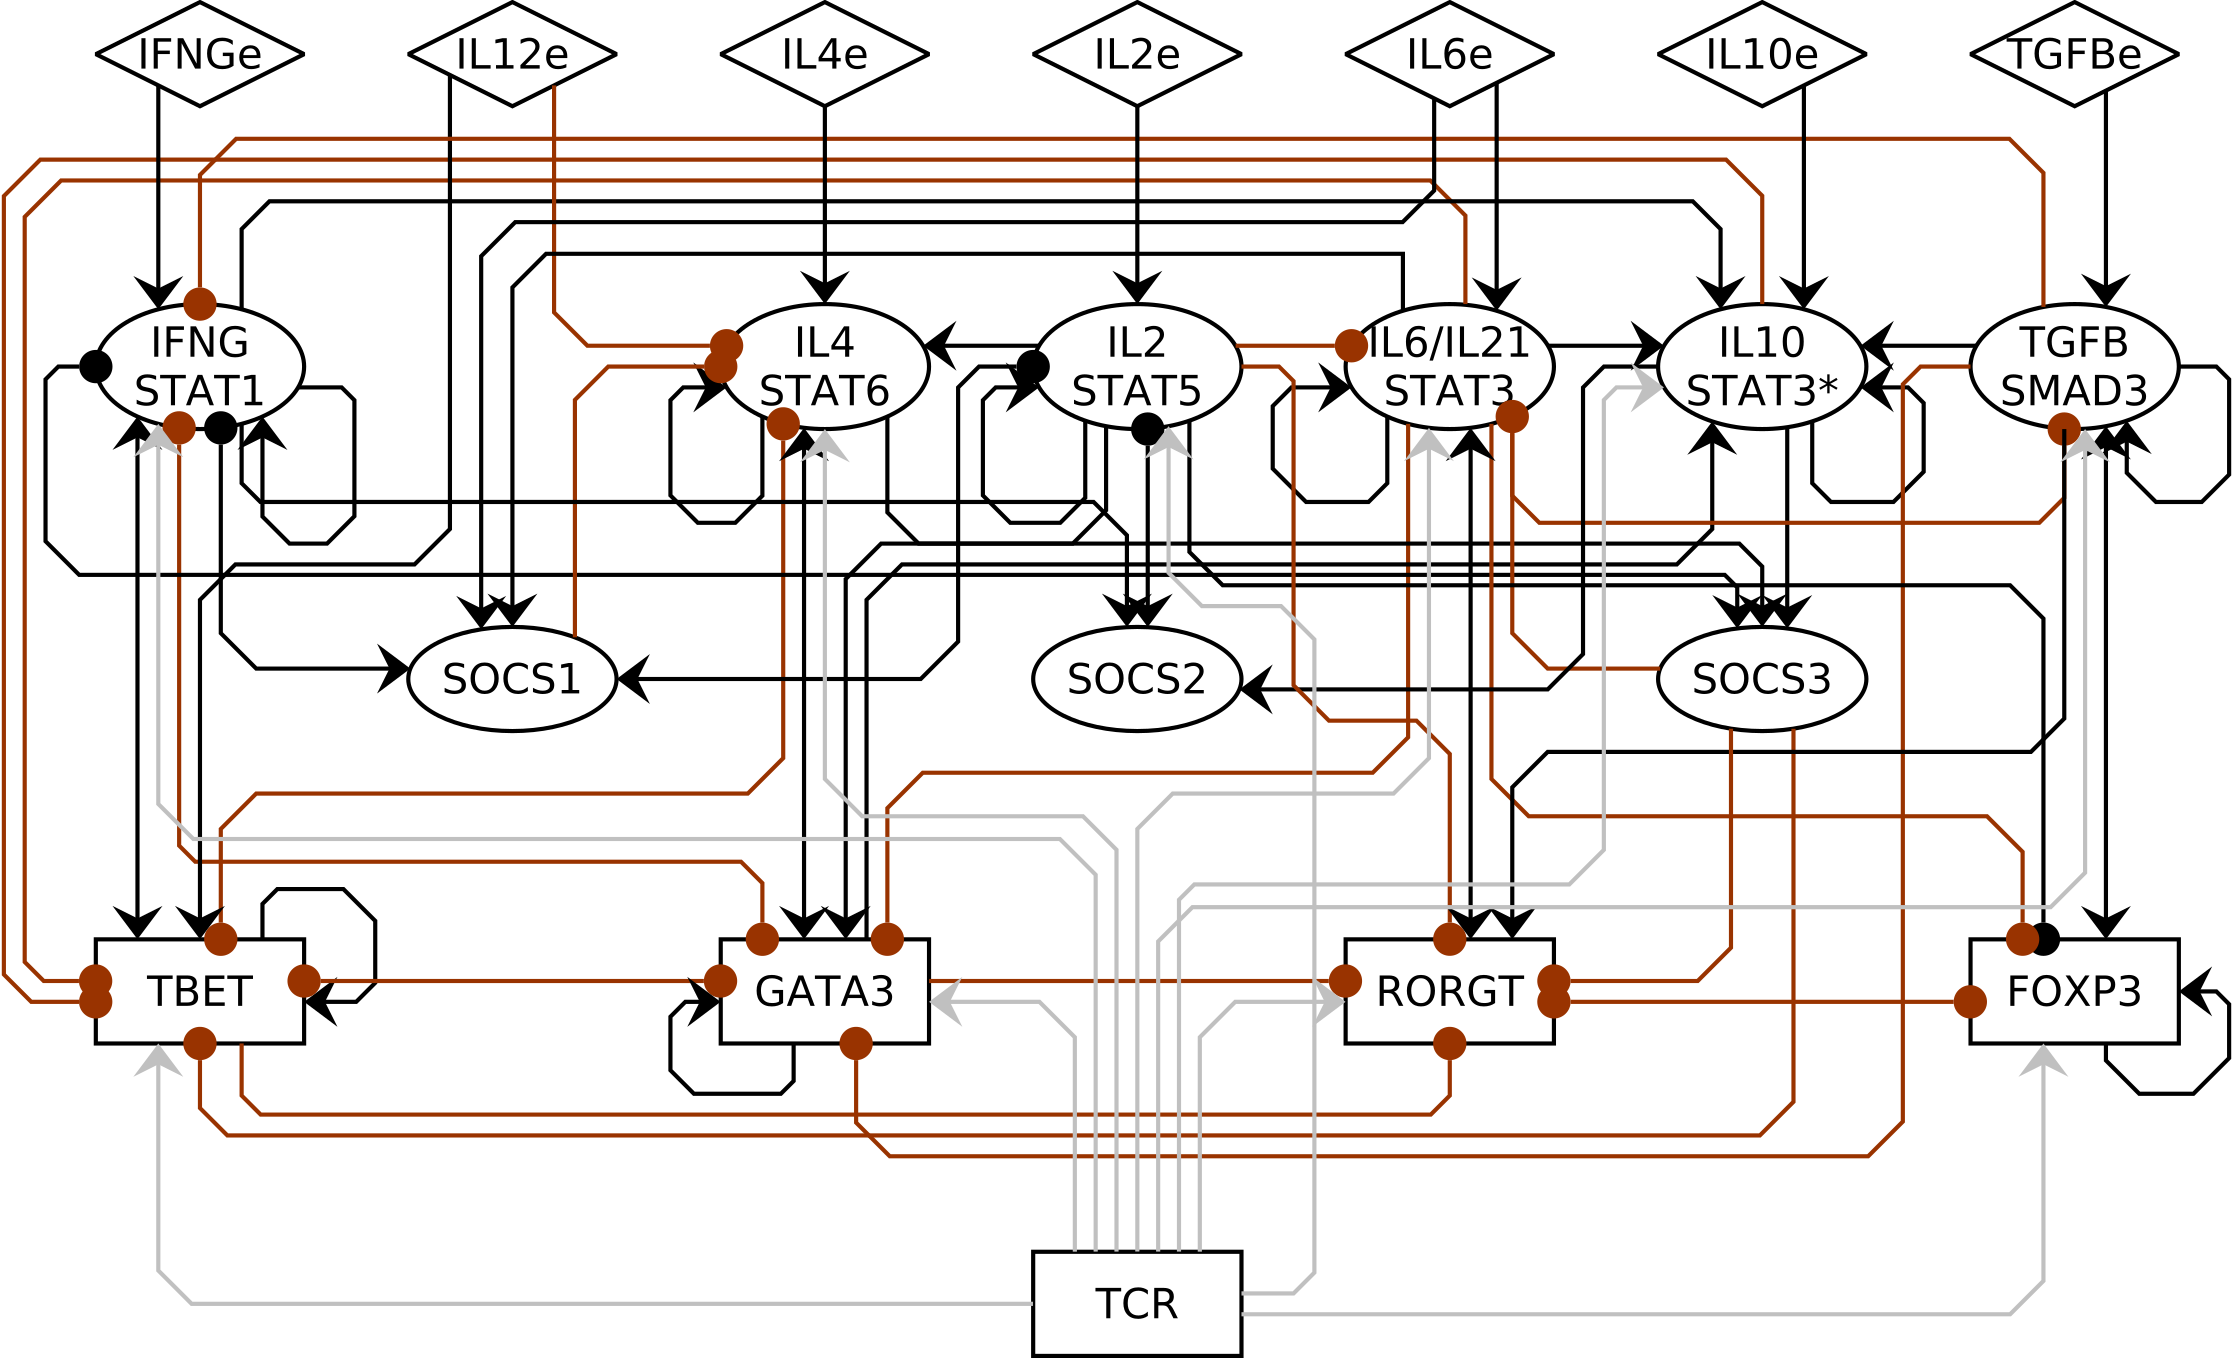 IFNGe
IL12e
IL4e
IL2e
IL6e
IL10e
TGFBe
IFNG
STAT1
IL4
STAT6
IL2
STAT5
IL6/IL21
STAT3
IL10
STAT3*
TGFB
SMAD3
SOCS1
SOCS2
SOCS3
TBET
GATA3
RORGT
FOXP3
TCR